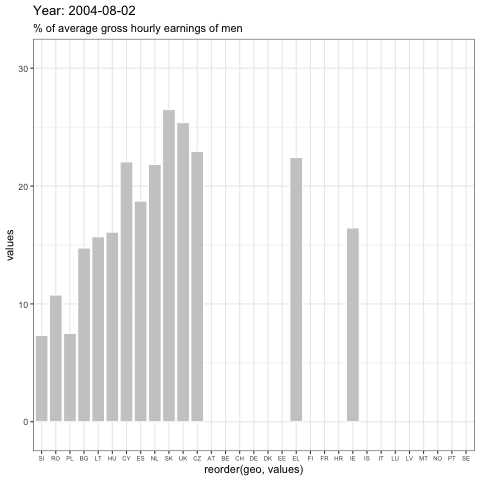 Year: 2004-08-02
% of average gross hourly earnings of men
values
30
20
10
0
SI RO PL BG LT HU CY ES NL SK UK CZ AT BE CH DE DK EE EL FI FR HR IE IS IT LU LV MT NO PT SE
reorder(geo, values)